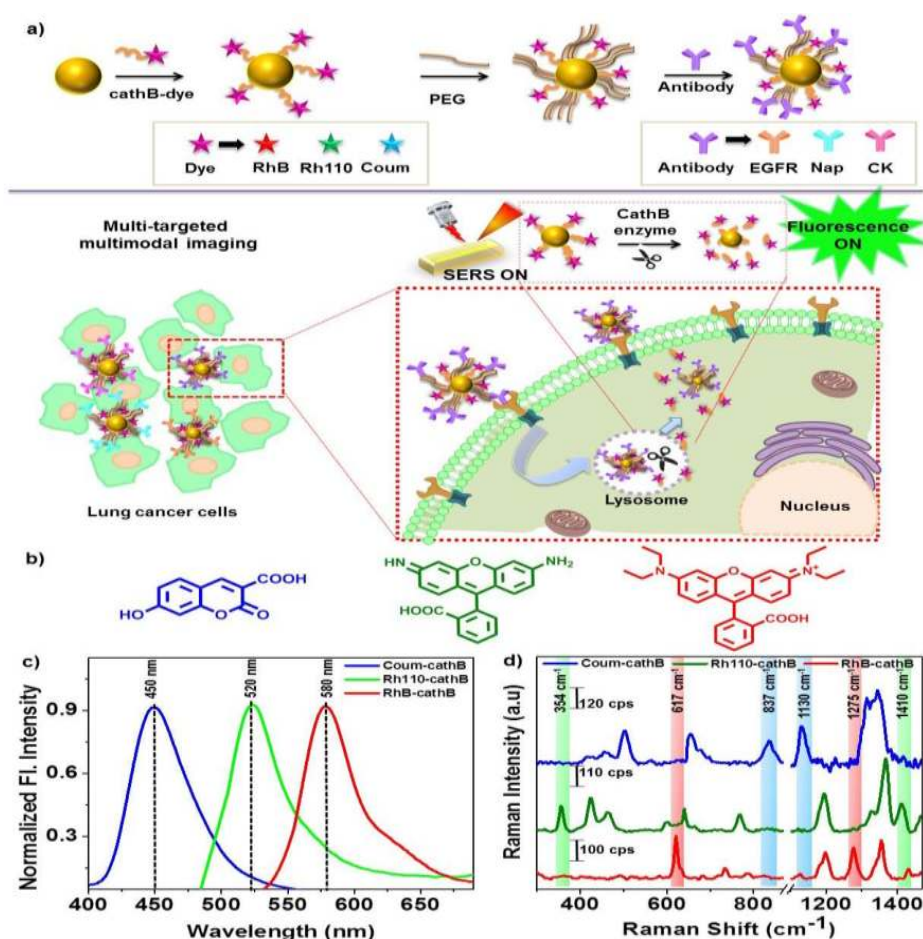 a)
cathB-dye
PEG
Antibody
Dye RhB Rh110 Coum
Antibody EGFR Nap CK
Multi-targeted
multimodal imaging
SERS ON
CathB
enzyme
Fluorescence
ON
Lung cancer cells
Lysosome
Nucleus
b)
HO O O COOH
HN O NH₂
HOOC
N O N⁺
COOH
c)
450 nm
520 nm
580 nm
Coum-cathB
Rh110-cathB
RhB-cathB
Normalized Fl. Intensity
0.9
0.6
0.3
400 450 500 550 600 650
Wavelength (nm)
d)
Coum-cathB Rh110-cathB RhB-cathB
354 cm⁻¹
617 cm⁻¹
837 cm⁻¹
1130 cm⁻¹
1275 cm⁻¹
1410 cm⁻¹
120 cps
110 cps
100 cps
Raman Intensity (a.u)
300 600 900 1200 1400
Raman Shift (cm⁻¹)